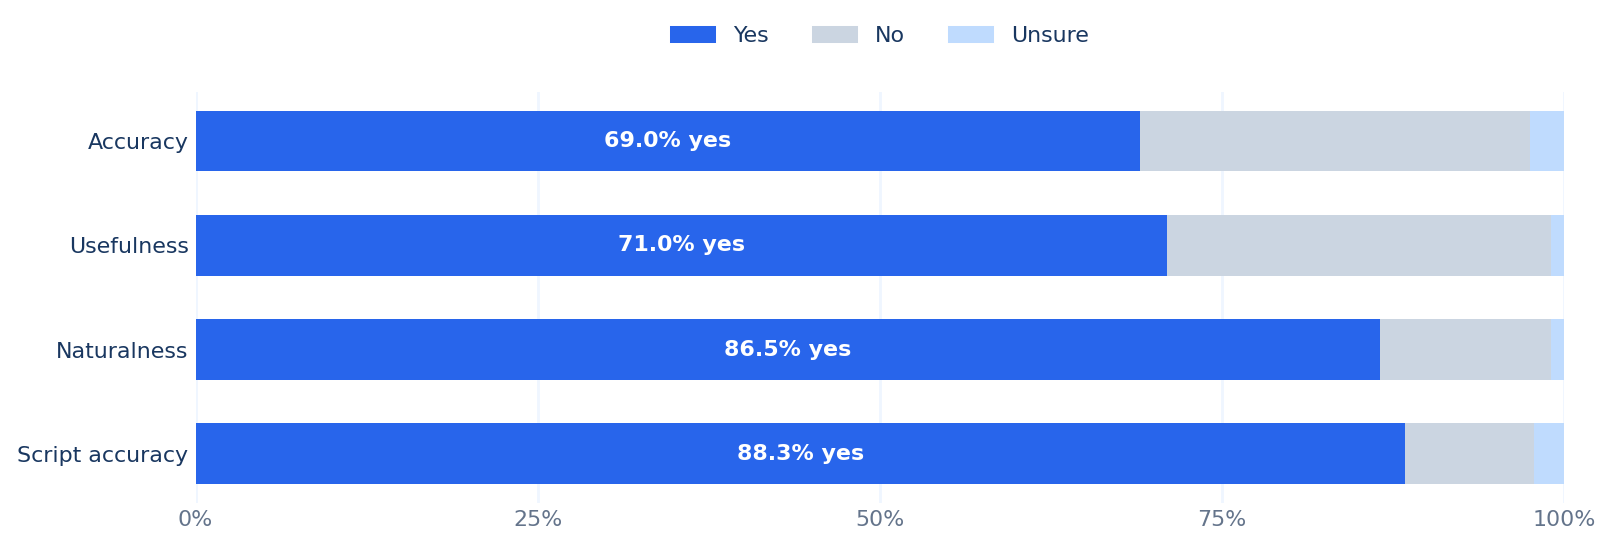 Yes No Unsure
Accuracy 69.0% yes
Usefulness 71.0% yes
Naturalness 86.5% yes
Script accuracy 88.3% yes
0% 25% 50% 75% 100%